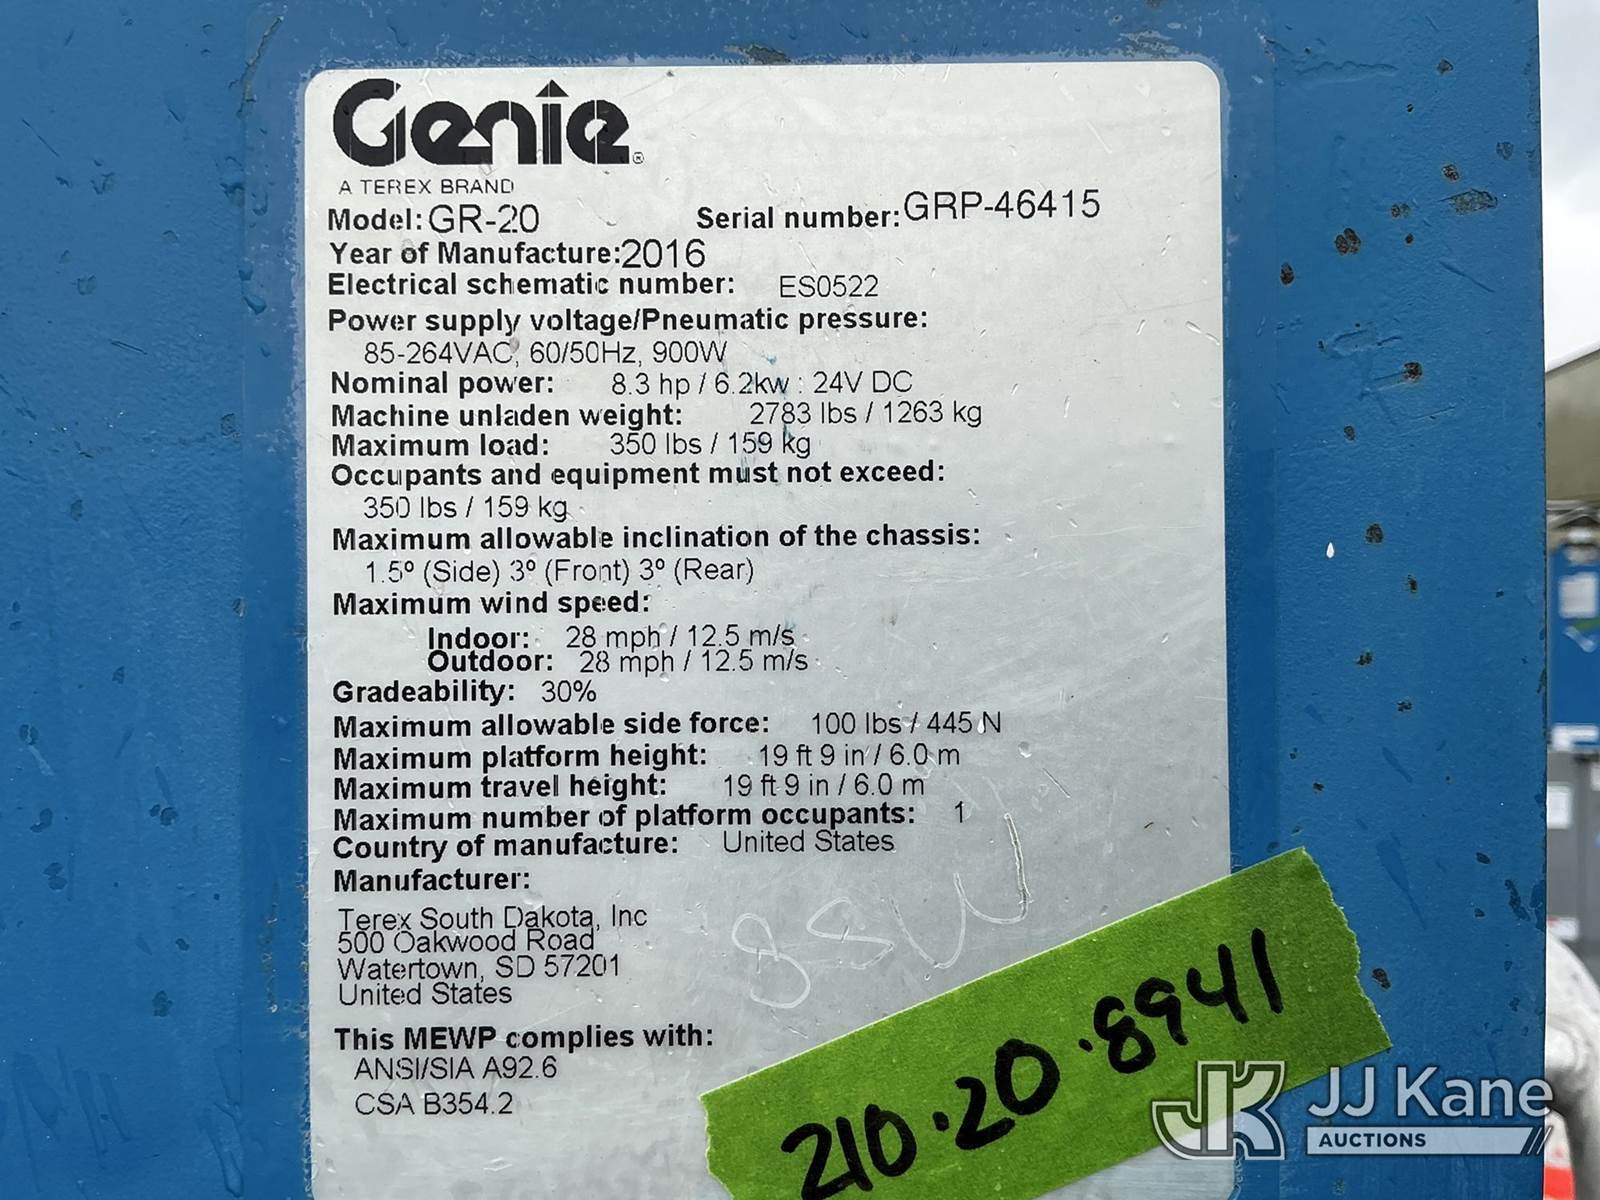 Genie®
A TEREX BRAND
Model: GR-20 Serial number: GRP-46415
Year of Manufacture: 2016
Electrical schematic number: ES0522
Power supply voltage/Pneumatic pressure:
85-264VAC, 60/50Hz, 900W
Nominal power: 8.3 hp / 6.2kw : 24V DC
Machine unladen weight: 2783 lbs / 1263 kg
Maximum load: 350 lbs / 159 kg
Occupants and equipment must not exceed:
350 lbs / 159 kg
Maximum allowable inclination of the chassis:
1.5º (Side) 3º (Front) 3º (Rear)
Maximum wind speed:
Indoor: 28 mph / 12.5 m/s
Outdoor: 28 mph / 12.5 m/s
Gradeability: 30%
Maximum allowable side force: 100 lbs / 445 N
Maximum platform height: 19 ft 9 in / 6.0 m
Maximum travel height: 19 ft 9 in / 6.0 m
Maximum number of platform occupants: 1
Country of manufacture: United States
Manufacturer:
Terex South Dakota, Inc
500 Oakwood Road
Watertown, SD 57201
United States
This MEWP complies with:
ANSI/SIA A92.6
CSA B354.2
210.20.8941
JK JJ Kane
AUCTIONS